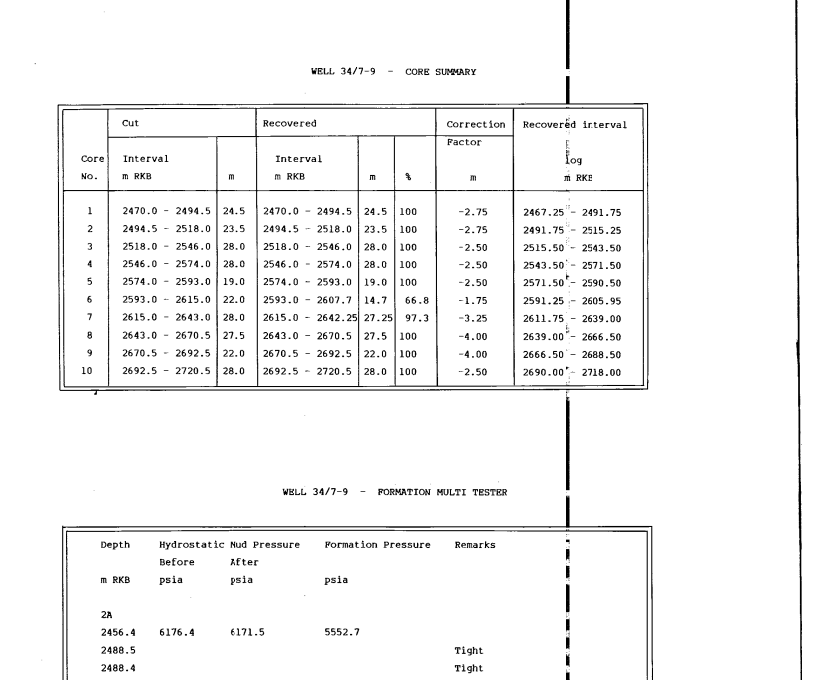 WELL 34/7-9 - CORE SUMMARY
Cut Recovered Correction Recovered interval
Factor
Core Interval Interval log
No. m RKB m m RKB m % m m RKB
1 2470.0 - 2494.5 24.5 2470.0 - 2494.5 24.5 100 -2.75 2467.25 - 2491.75
2 2494.5 - 2518.0 23.5 2494.5 - 2518.0 23.5 100 -2.75 2491.75 - 2515.25
3 2518.0 - 2546.0 28.0 2518.0 - 2546.0 28.0 100 -2.50 2515.50 - 2543.50
4 2546.0 - 2574.0 28.0 2546.0 - 2574.0 28.0 100 -2.50 2543.50 - 2571.50
5 2574.0 - 2593.0 19.0 2574.0 - 2593.0 19.0 100 -2.50 2571.50 - 2590.50
6 2593.0 - 2615.0 22.0 2593.0 - 2607.7 14.7 66.8 -1.75 2591.25 - 2605.95
7 2615.0 - 2643.0 28.0 2615.0 - 2642.25 27.25 97.3 -3.25 2611.75 - 2639.00
8 2643.0 - 2670.5 27.5 2643.0 - 2670.5 27.5 100 -4.00 2639.00 - 2666.50
9 2670.5 - 2692.5 22.0 2670.5 - 2692.5 22.0 100 -4.00 2666.50 - 2688.50
10 2692.5 - 2720.5 28.0 2692.5 - 2720.5 28.0 100 -2.50 2690.00 - 2718.00
WELL 34/7-9 - FORMATION MULTI TESTER
Depth Hydrostatic Nud Pressure Formation Pressure Remarks
Before After
m RKB psia psia psia
2A
2456.4 6176.4 6171.5 5552.7
2488.5 Tight
2488.4 Tight